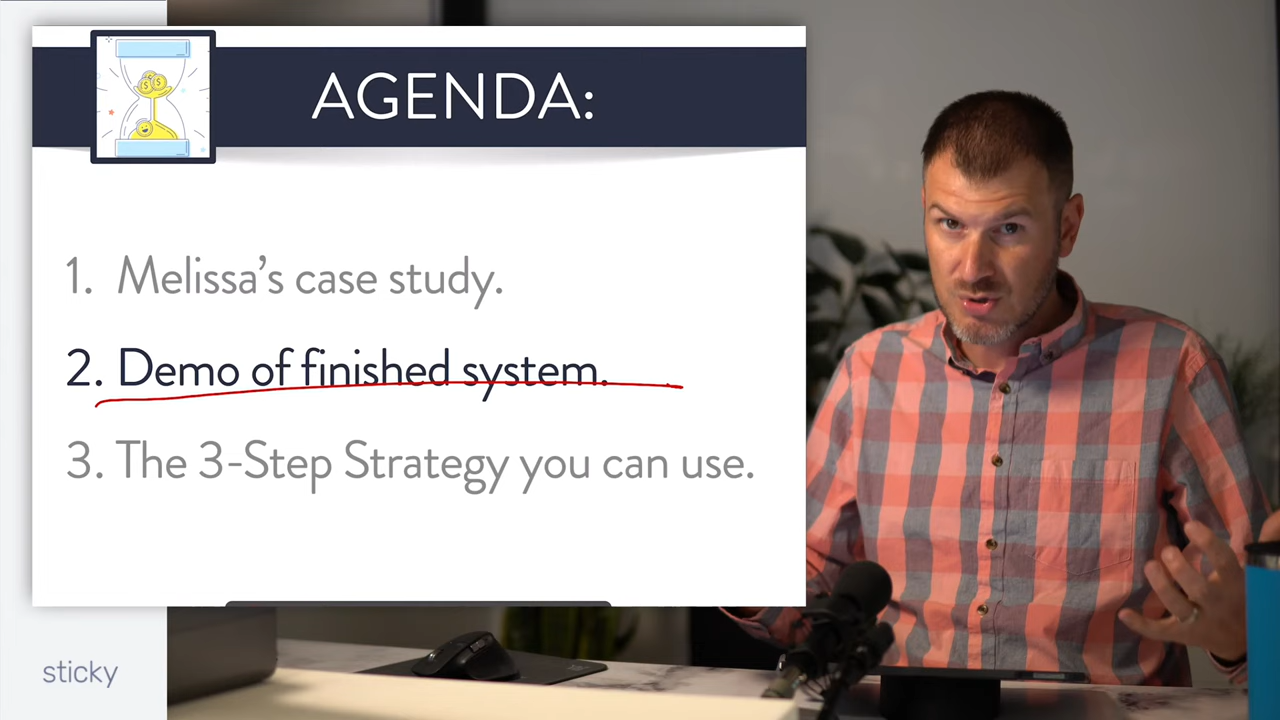 AGENDA:
1. Melissa's case study.
2. Demo of finished system.
3. The 3-Step Strategy you can use.
sticky